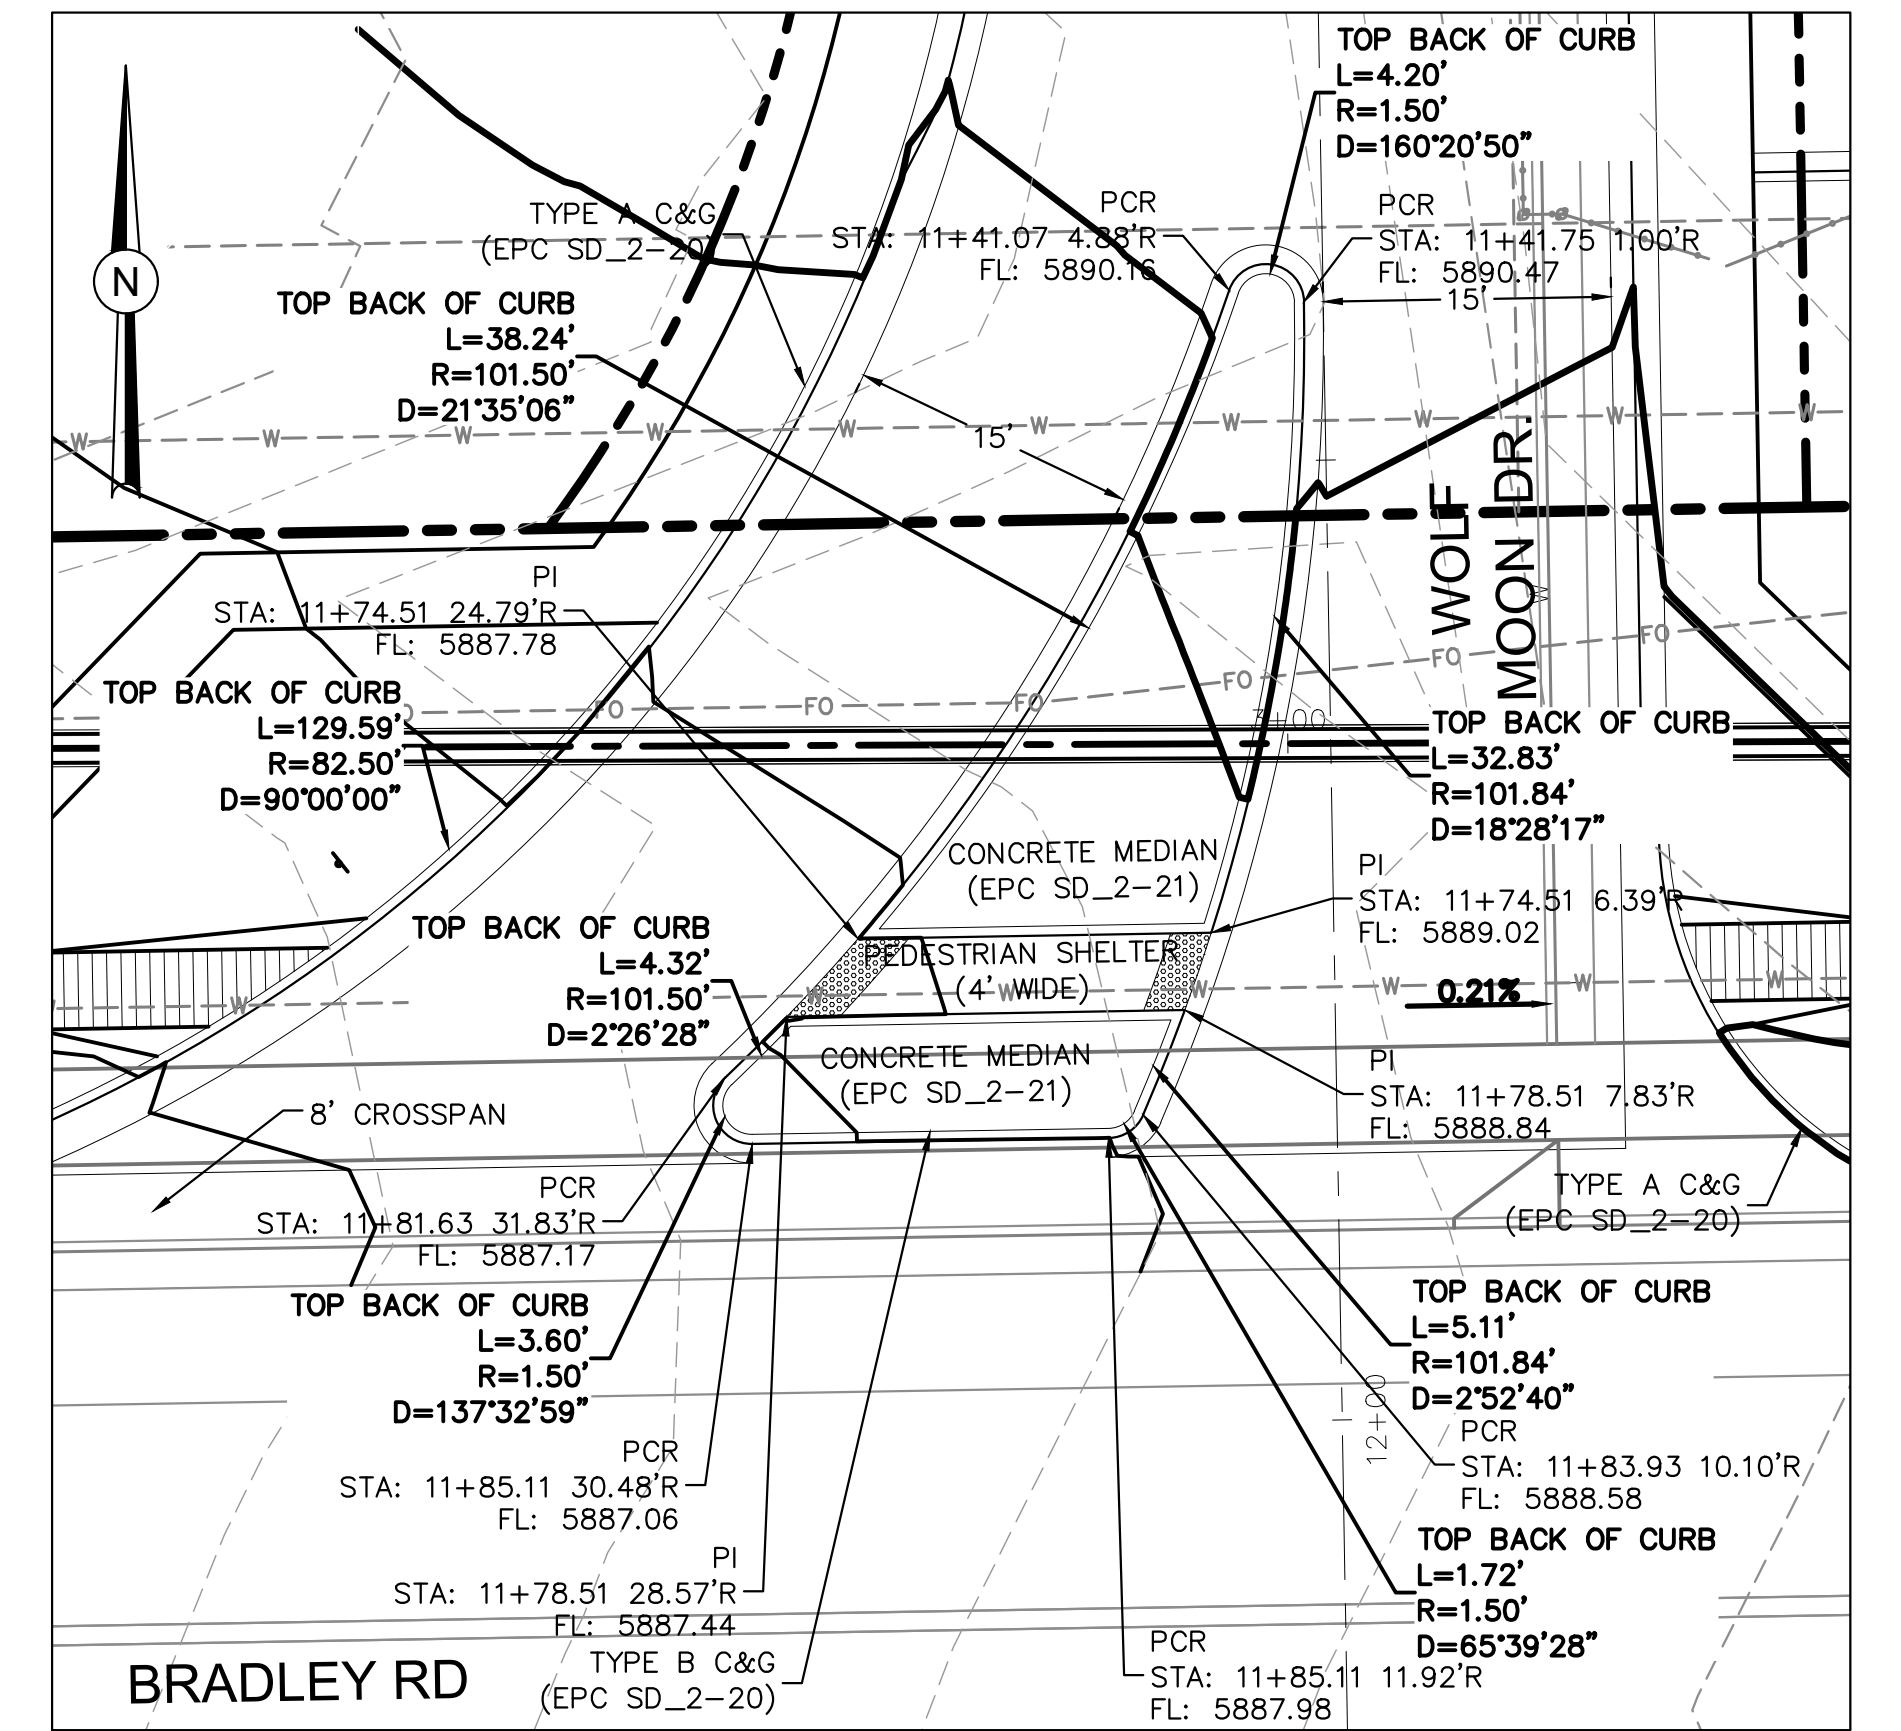 TOP BACK OF CURB
L=4.20'
R=1.50'
D=160°20'50"
PCR
STA: 11+41.07 4.88'R
FL: 5890.16
PCR
STA: 11+41.75 1.00'R
FL: 5890.47
15'
TYPE A C&G
(EPC SD_2-20)
N
TOP BACK OF CURB
L=38.24'
R=101.50'
D=21°35'06"
W W W W W W W W W W
15'
WOLF
MOON DR.
W
PI
STA: 11+74.51 24.79'R
FL: 5887.78
FO FO FO FO FO FO
TOP BACK OF CURB
L=129.59'
R=82.50'
D=90°00'00"
3+00
TOP BACK OF CURB
L=32.83'
R=101.84'
D=18°28'17"
CONCRETE MEDIAN
(EPC SD_2-21)
PI
STA: 11+74.51 6.39'R
FL: 5889.02
TOP BACK OF CURB
L=4.32'
R=101.50'
D=2°26'28"
PEDESTRIAN SHELTER
(4' WIDE)
W W W W W W W
0.21%
CONCRETE MEDIAN
(EPC SD_2-21)
PI
STA: 11+78.51 7.83'R
FL: 5888.84
8' CROSSPAN
TYPE A C&G
(EPC SD_2-20)
PCR
STA: 11+81.63 31.83'R
FL: 5887.17
TOP BACK OF CURB
L=3.60'
R=1.50'
D=137°32'59"
TOP BACK OF CURB
L=5.11'
R=101.84'
D=2°52'40"
12+00
PCR
STA: 11+83.93 10.10'R
FL: 5888.58
PCR
STA: 11+85.11 30.48'R
FL: 5887.06
TOP BACK OF CURB
L=1.72'
R=1.50'
D=65°39'28"
PI
STA: 11+78.51 28.57'R
FL: 5887.44
TYPE B C&G
(EPC SD_2-20)
PCR
STA: 11+85.11 11.92'R
FL: 5887.98
BRADLEY RD